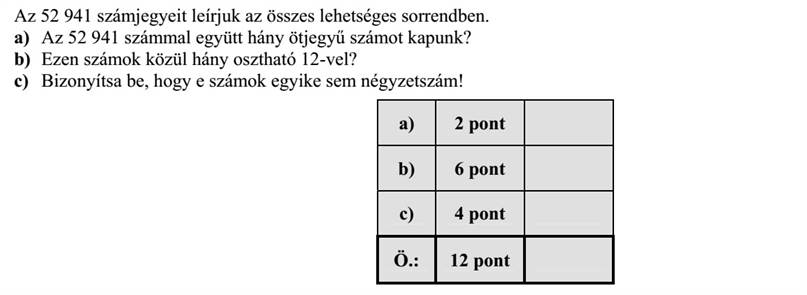 Az 52 941 számjegyeit leírjuk az összes lehetséges sorrendben.
a) Az 52 941 számmal együtt hány ötjegyű számot kapunk?
b) Ezen számok közül hány osztható 12-vel?
c) Bizonyítsa be, hogy e számok egyike sem négyzetszám!
a) 2 pont
b) 6 pont
c) 4 pont
Ö.: 12 pont